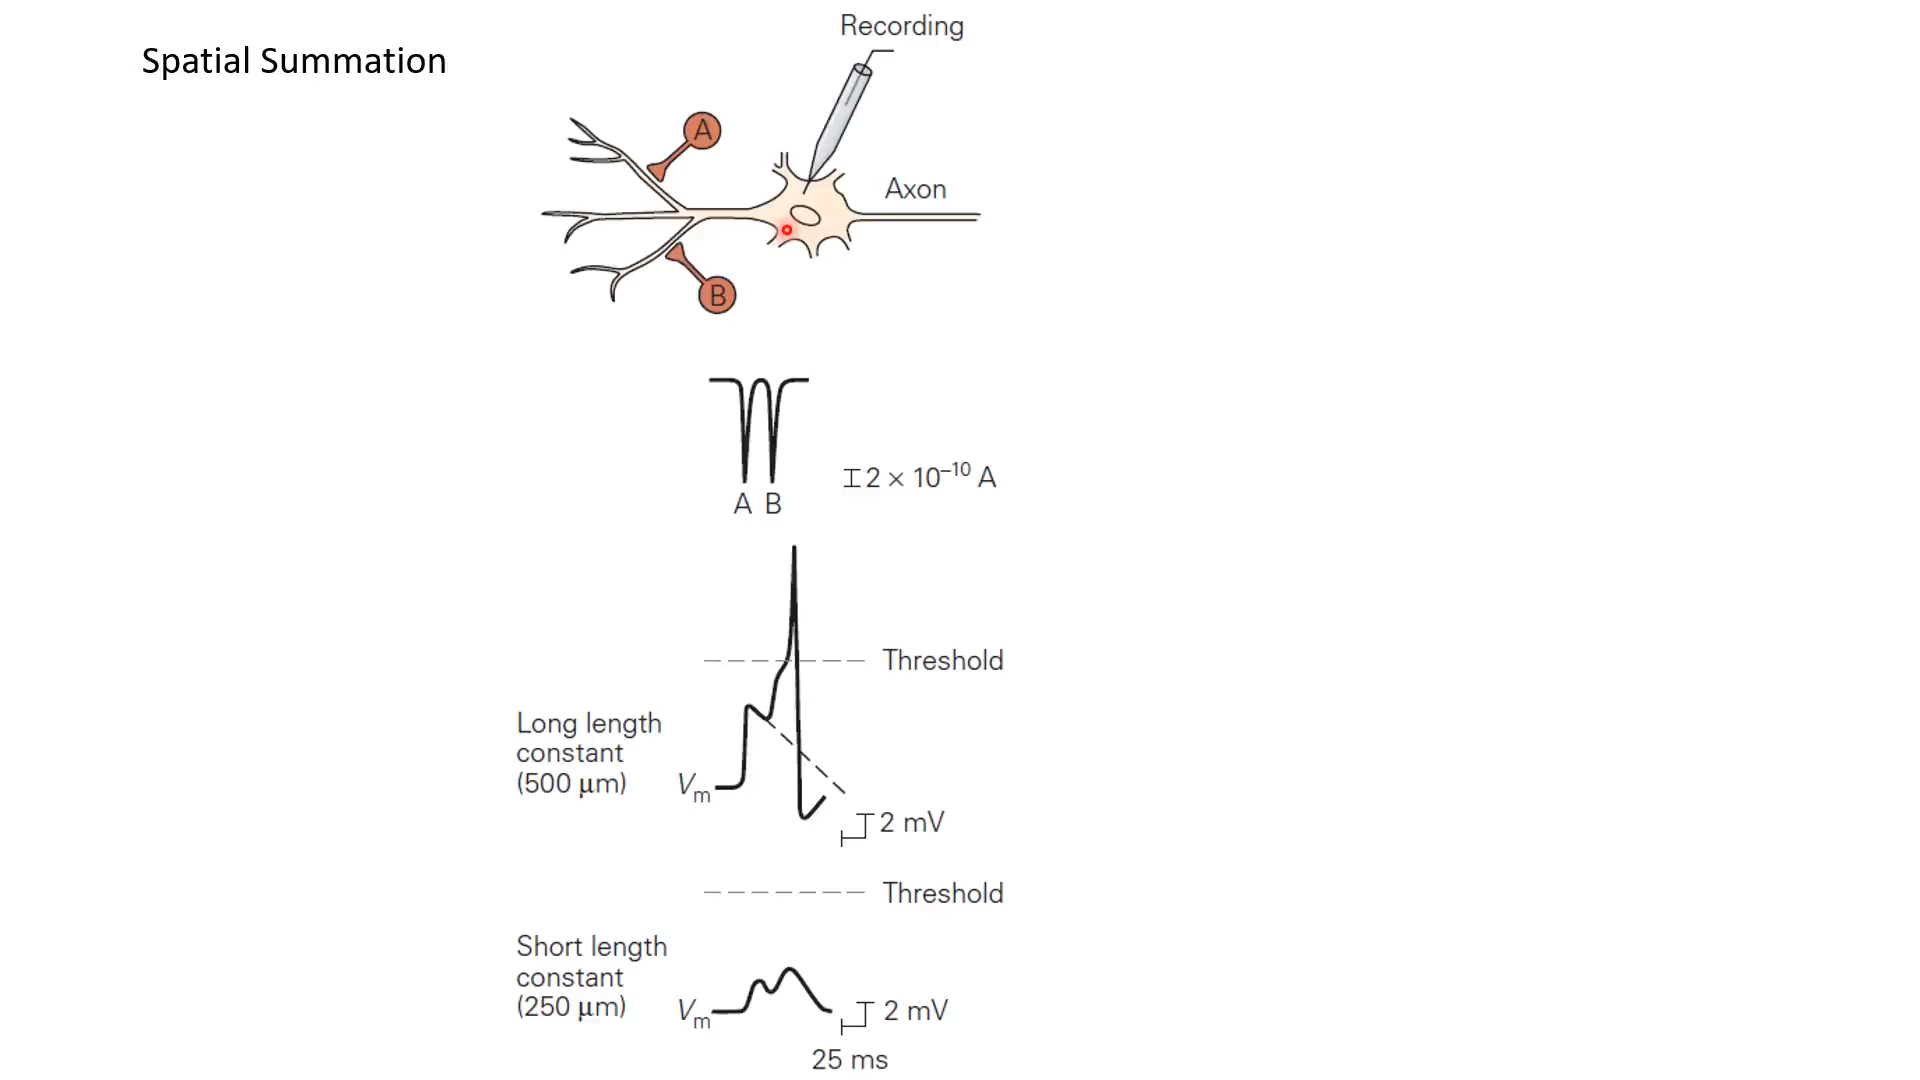 Recording
Spatial Summation
A
Axon
B
2 × 10⁻¹⁰ A
A B
Threshold
Long length
constant
(500 μm)
Vₘ
2 mV
Threshold
Short length
constant
(250 μm)
Vₘ
2 mV
25 ms